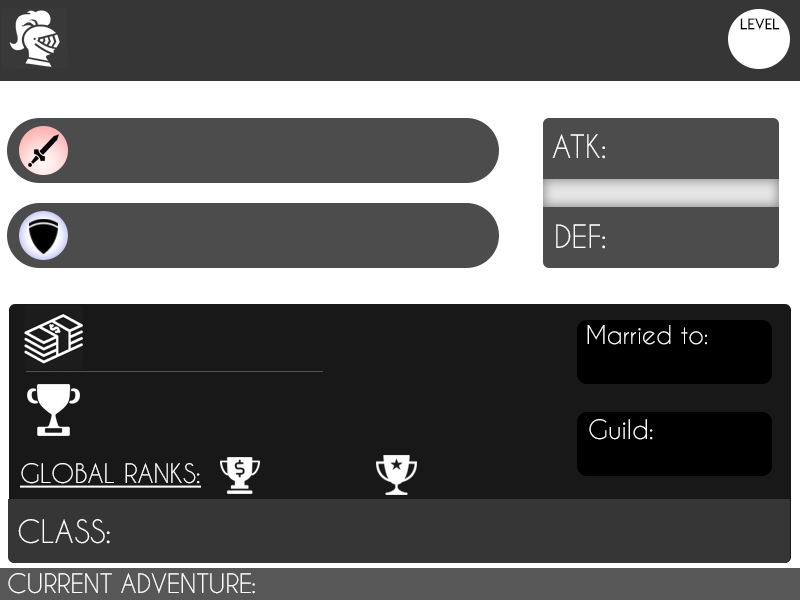 LEVEL
ATK:
DEF:
$
Married to:
Guild:
GLOBAL RANKS:
$
CLASS:
CURRENT ADVENTURE: